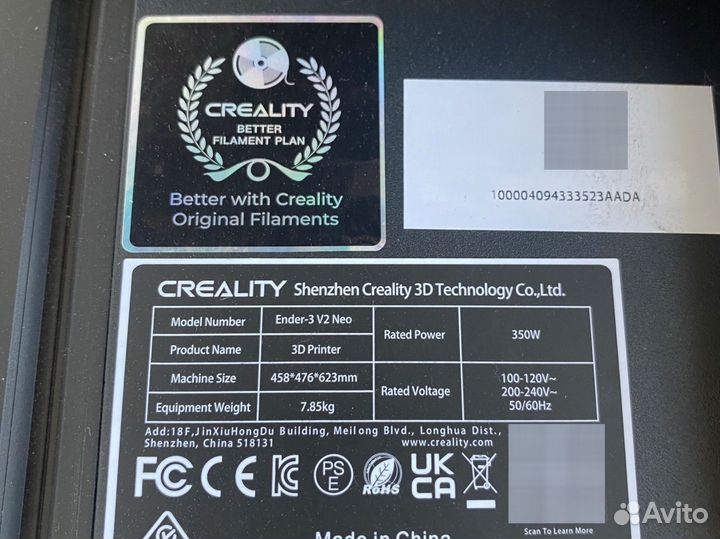 CREALITY
BETTER
FILAMENT PLAN
Better with Creality
Original Filaments
100004094333523AADA
CREALITY Shenzhen Creality 3D Technology Co.,Ltd.
Model Number Ender-3 V2 Neo Rated Power 350W
Product Name 3D Printer
Machine Size 458*476*623mm Rated Voltage 100-120V~
200-240V~
50/60Hz
Equipment Weight 7.85kg
Add:18F,JinXiuHongDu Building, Meilong Blvd., Longhua Dist.,
Shenzhen, China 518131 www.creality.com
FC CE KC PS E RoHS UK CA
Made in China
Scan To Learn More
Avito